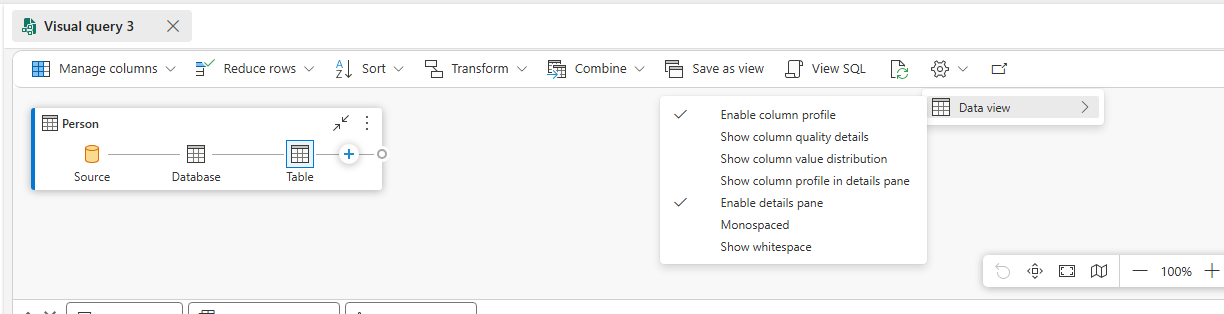 Visual query 3
Manage columns Reduce rows Sort Transform Combine Save as view View SQL
Data view
Enable column profile
Show column quality details
Show column value distribution
Show column profile in details pane
Enable details pane
Monospaced
Show whitespace
Person
Source Database Table
100%